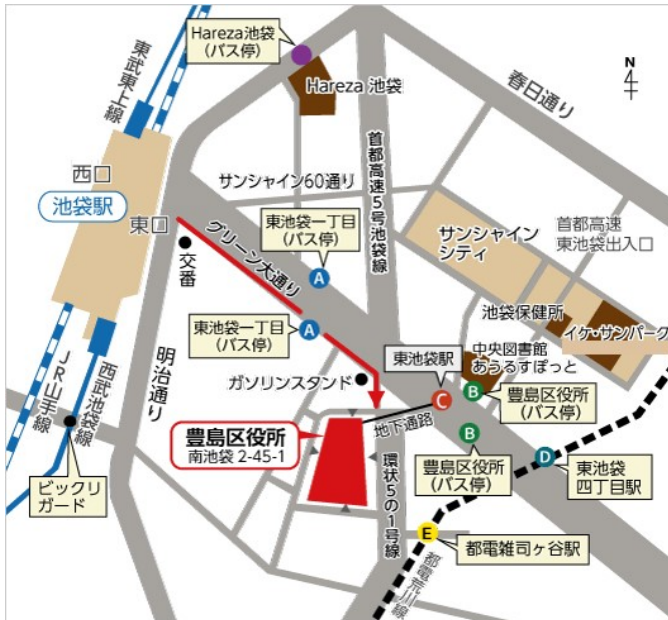 Hareza池袋
(バス停)
Hareza 池袋
N
東武東上線
春日通り
西口
池袋駅
東口
サンシャイン60通り
首都高速5号池袋線
東池袋一丁目
(バス停)
A
グリーン大通り
交番
サンシャイン
シティ
首都高速
東池袋出入口
池袋保健所
イケ・サンパーク
東池袋一丁目
(バス停)
A
明治通り
西武池袋線
JR山手線
ガソリンスタンド
東池袋駅
C
中央図書館
あうるすぽっと
B
豊島区役所
(バス停)
豊島区役所
南池袋 2-45-1
地下通路
B
豊島区役所
(バス停)
環状5の1号線
D
東池袋
四丁目駅
ビックリ
ガード
E
都電雑司ヶ谷駅
都電荒川線